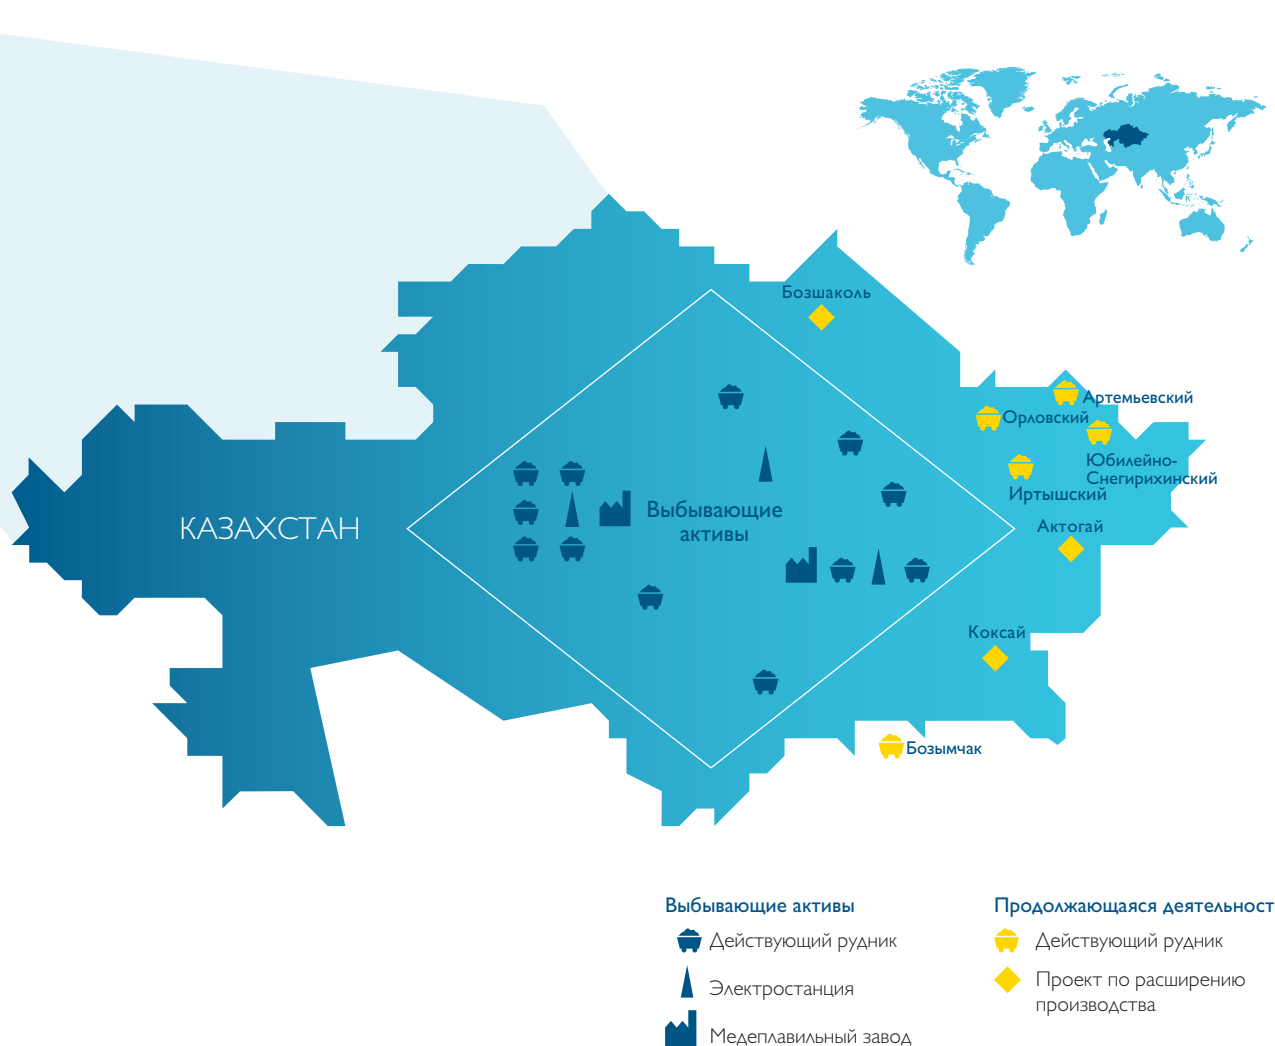 Бозшаколь
Артемьевский
Орловский
Юбилейно-
Снегирихинский
Иртышский
Выбывающие
активы
КАЗАХСТАН
Актогай
Коксай
Бозымчак
Выбывающие активы
Действующий рудник
Электростанция
Медеплавильный завод
Продолжающаяся деятельност
Действующий рудник
Проект по расширению
производства